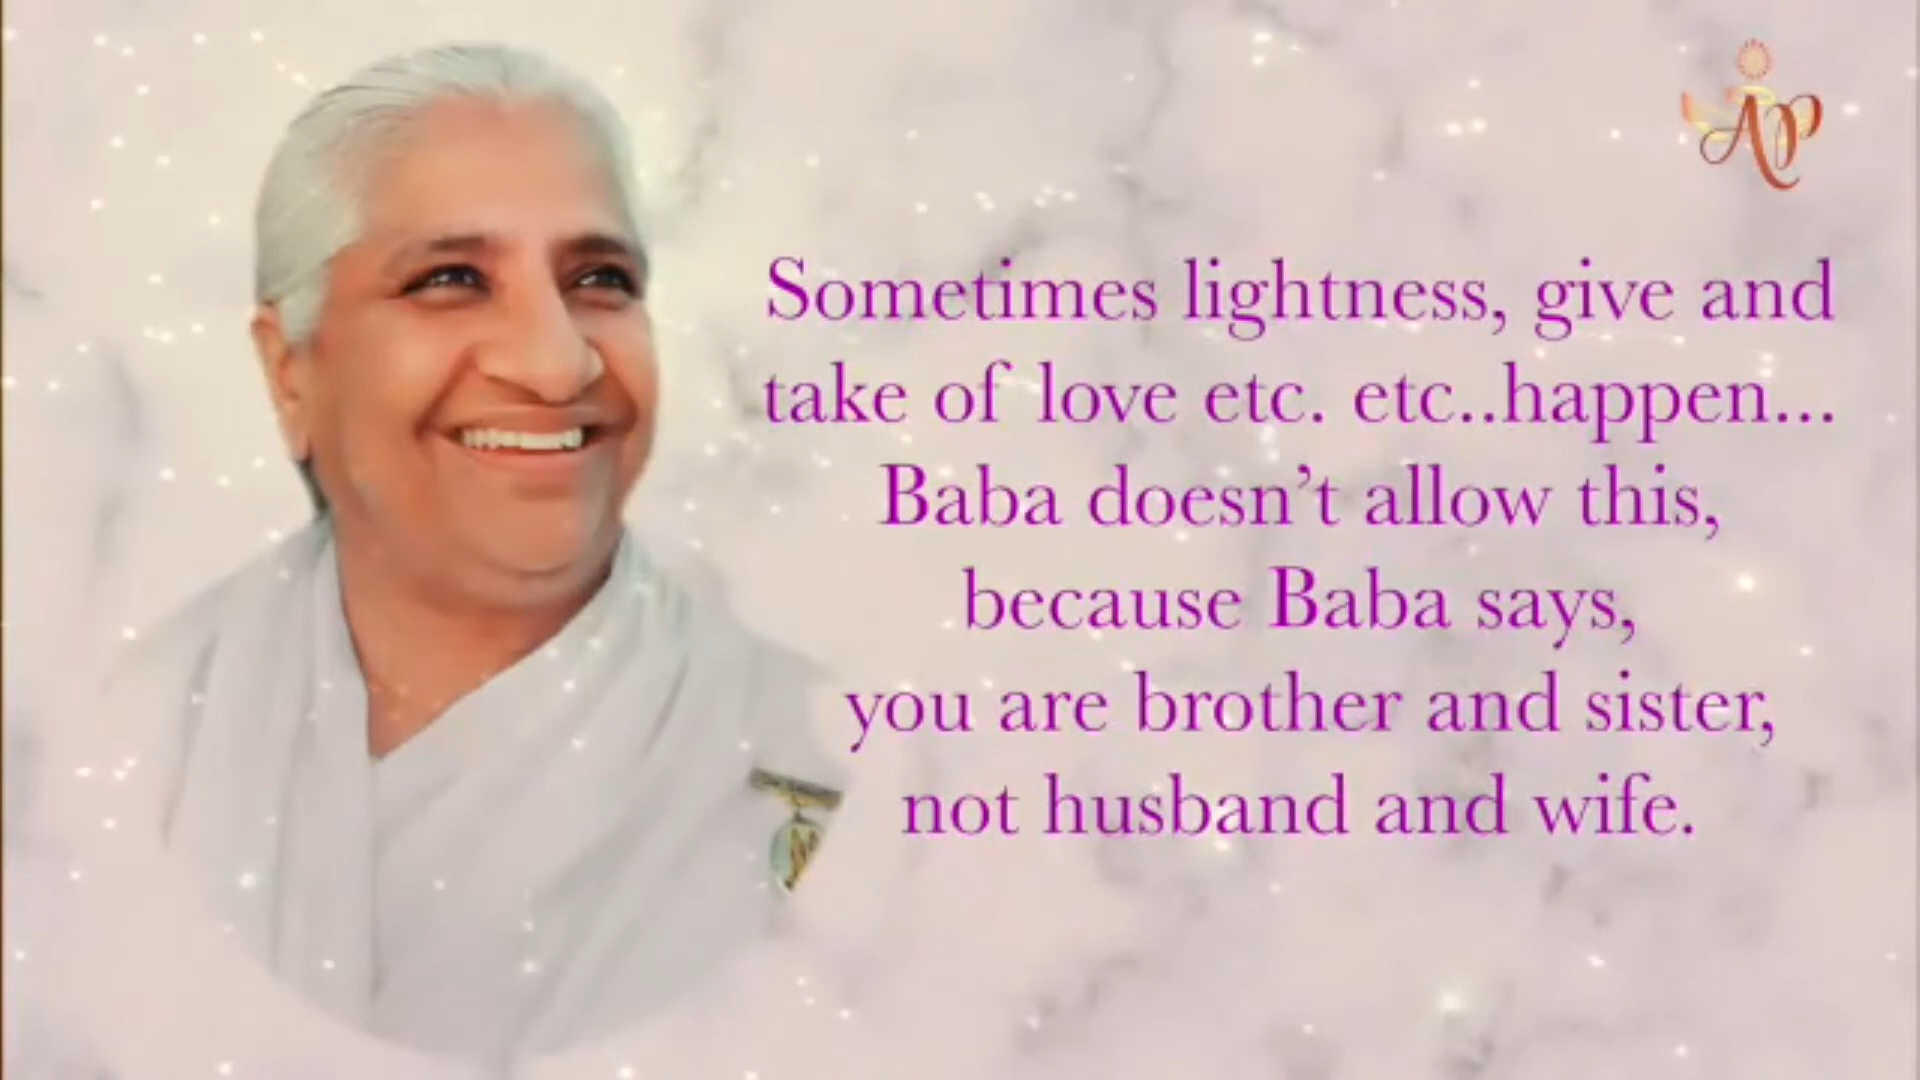 AP
Sometimes lightness, give and
take of love etc. etc..happen...
Baba doesn't allow this,
because Baba says,
you are brother and sister,
not husband and wife.